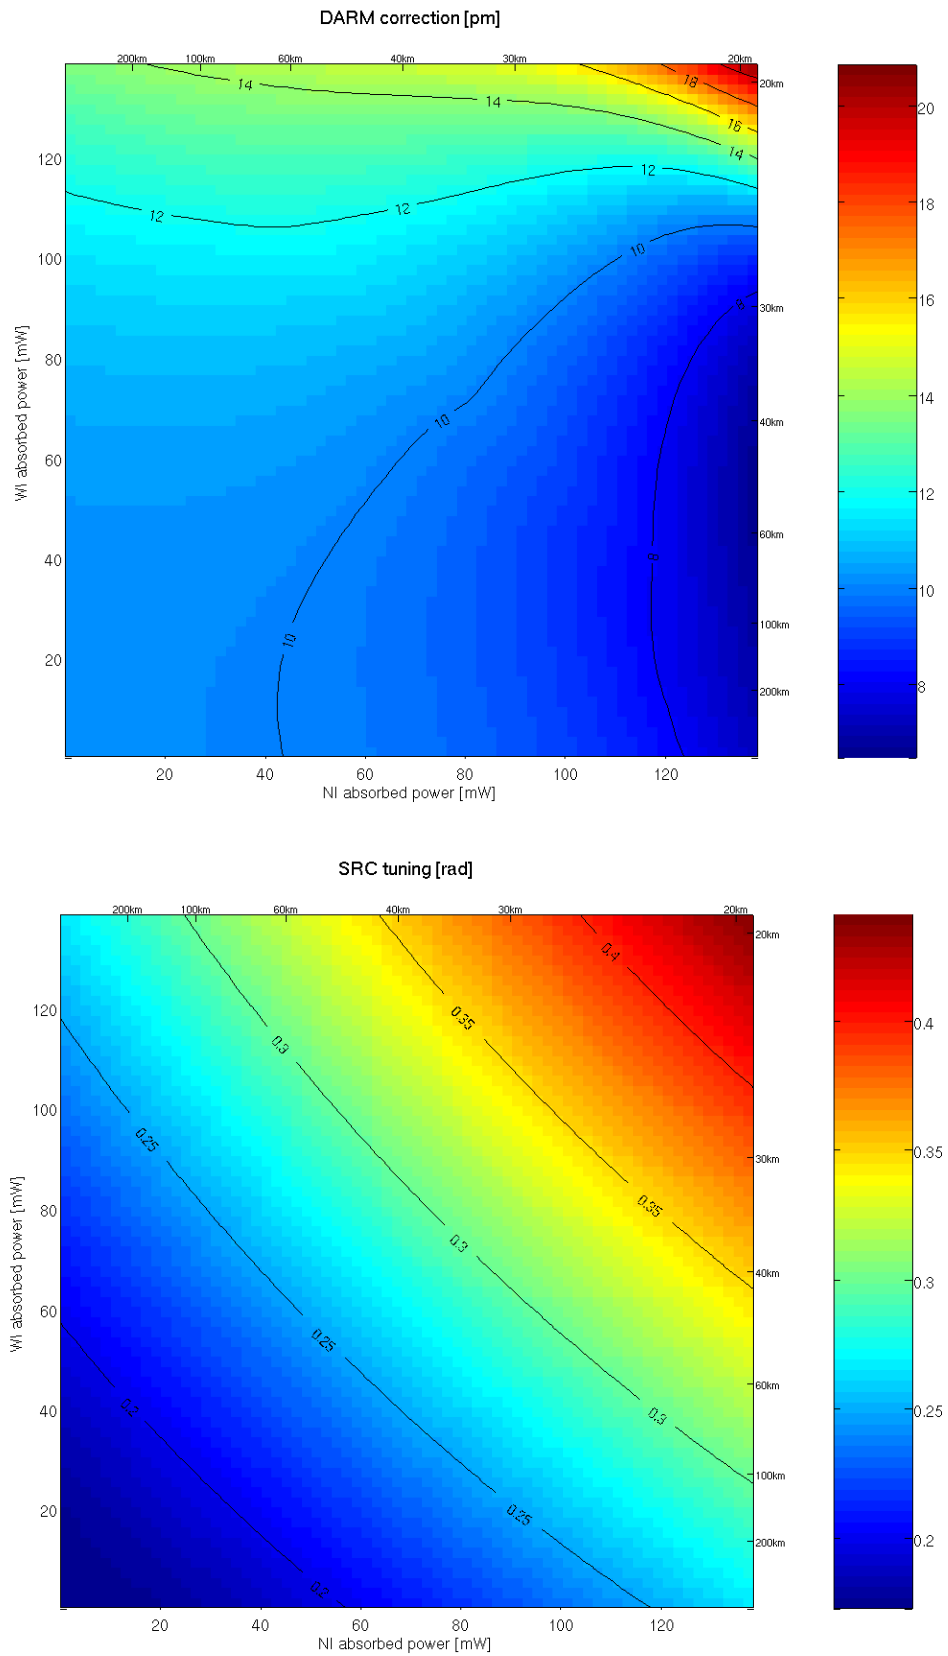 DARM correction [pm]
200km 100km 60km 40km 30km 20km
20
14
18
20km
14
16
14
120
12
18
12
12
100
10
16
8
30km
WI absorbed power [mW]
80
14
10
40km
60
12
60km
40
8
10
100km
10
20
8
200km
20 40 60 80 100 120
NI absorbed power [mW]
SRC tuning [rad]
200km 100km 60km 40km 30km 20km
20km
0.4
120
0.35
0.4
0.3
100
0.25
0.35
30km
WI absorbed power [mW]
0.35
80
0.3
40km
0.3
60
0.25
60km
40
0.2
0.3
0.25
100km
20
0.25
200km
0.2
0.2
20 40 60 80 100 120
NI absorbed power [mW]